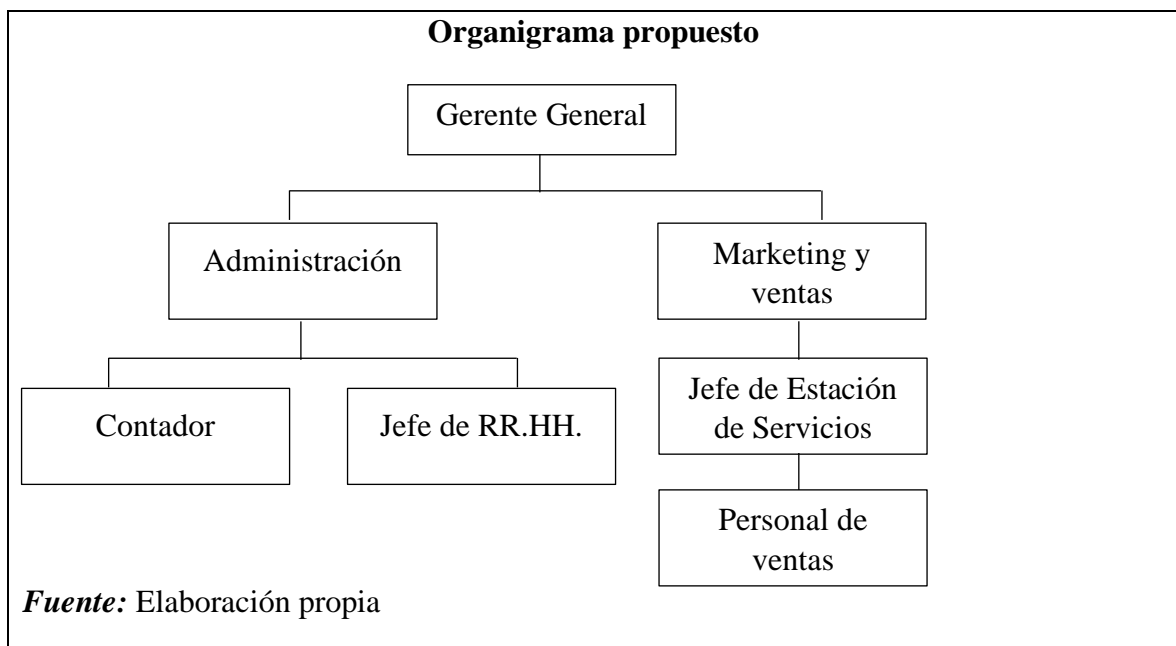 Organigrama propuesto
Gerente General
Administración
Marketing y
ventas
Contador
Jefe de RR.HH.
Jefe de Estación
de Servicios
Personal de
ventas
Fuente: Elaboración propia